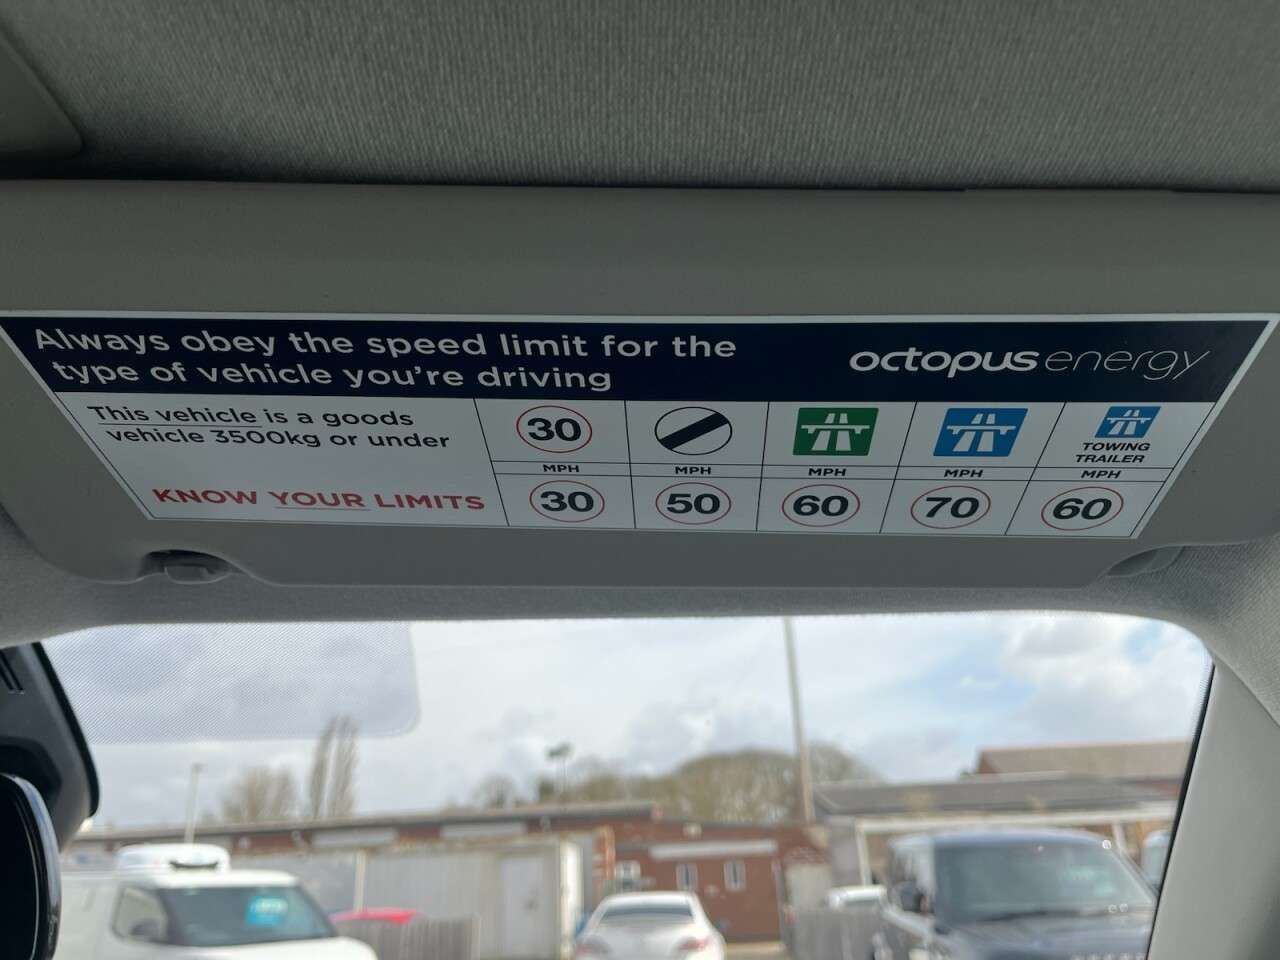 Always obey the speed limit for the
type of vehicle you're driving
octopus energy
This vehicle is a goods
vehicle 3500kg or under
KNOW YOUR LIMITS
30
TOWING
TRAILER
MPH MPH MPH MPH MPH
30 50 60 70 60